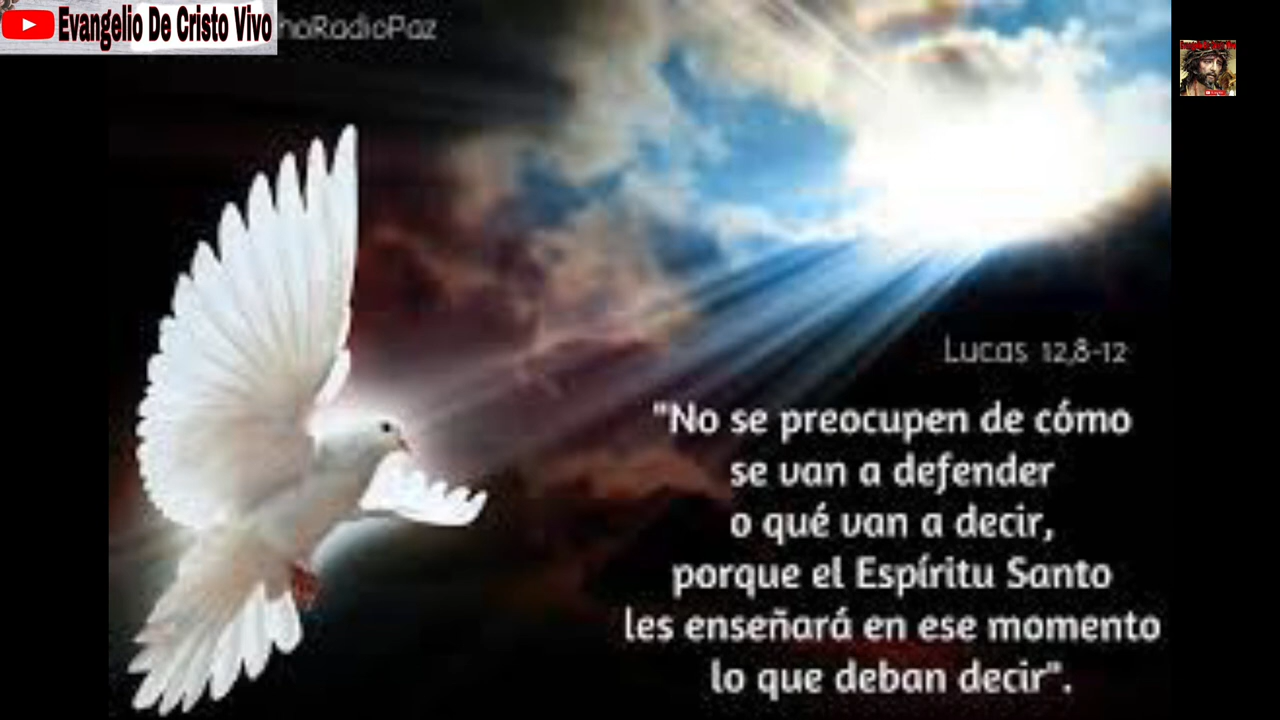 Evangelio De Cristo Vivo
Lucas 12,8-12
"No se preocupen de cómo
se van a defender
o qué van a decir,
porque el Espíritu Santo
les enseñará en ese momento
lo que deban decir".